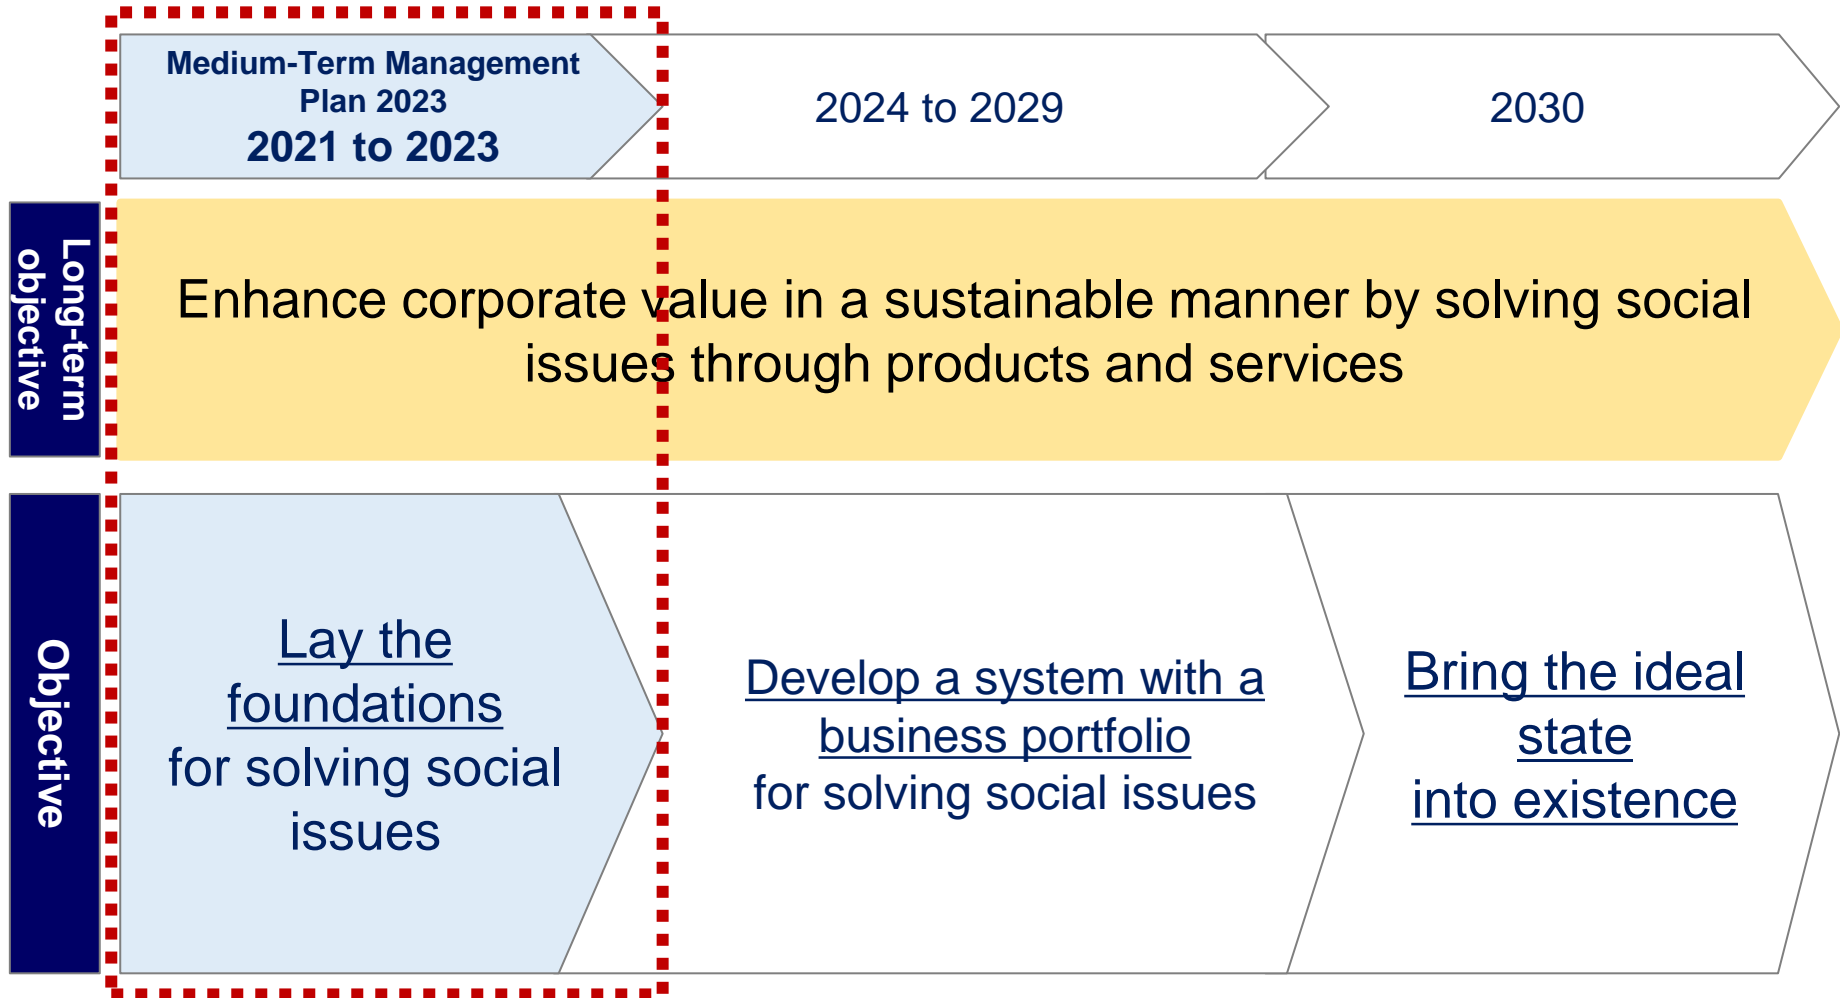 Medium-Term Management
Plan 2023
2021 to 2023
2024 to 2029
2030
Long-term
objective
Enhance corporate value in a sustainable manner by solving social
issues through products and services
Objective
Lay the
foundations
for solving social
issues
Develop a system with a
business portfolio
for solving social issues
Bring the ideal
state
into existence